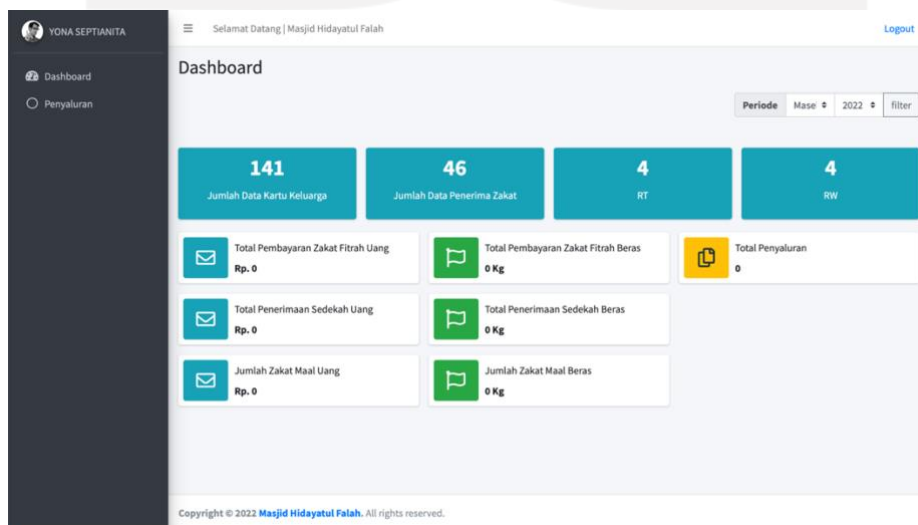 YONA SEPTIANITA
Selamat Datang | Masjid Hidayatul Falah
Logout
Dashboard
Penyaluran
Dashboard
Periode Mase 2022 filter
141
Jumlah Data Kartu Keluarga
46
Jumlah Data Penerima Zakat
4
RT
4
RW
Total Pembayaran Zakat Fitrah Uang
Rp. 0
Total Pembayaran Zakat Fitrah Beras
0 Kg
Total Penyaluran
0
Total Penerimaan Sedekah Uang
Rp. 0
Total Penerimaan Sedekah Beras
0 Kg
Jumlah Zakat Maal Uang
Rp. 0
Jumlah Zakat Maal Beras
0 Kg
Copyright © 2022 Masjid Hidayatul Falah. All rights reserved.